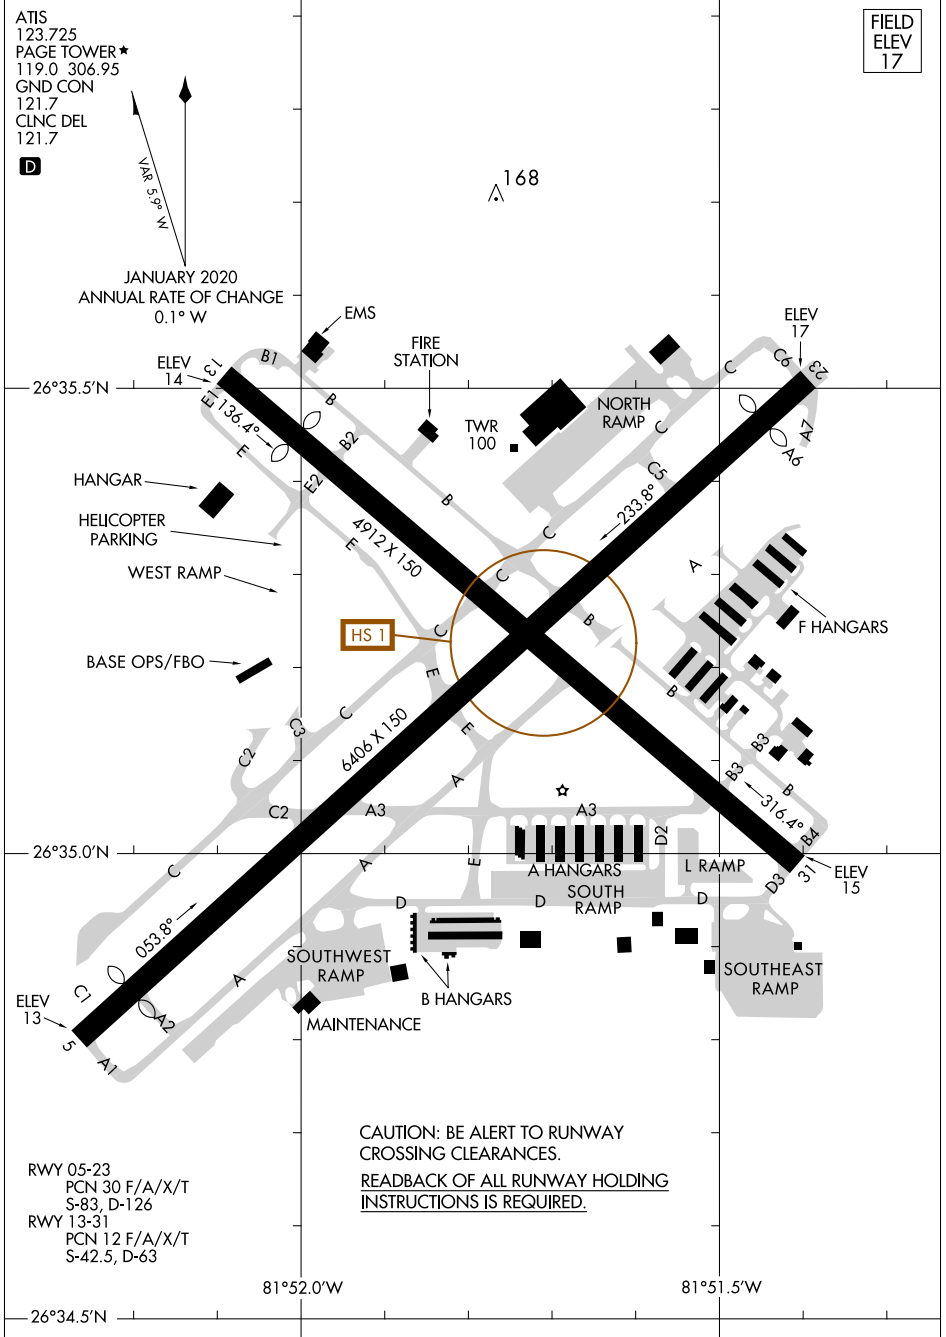 ATIS
123.725
PAGE TOWER★
119.0 306.95
GND CON
121.7
CLNC DEL
121.7
D
FIELD
ELEV
17
VAR 5.9° W
JANUARY 2020
ANNUAL RATE OF CHANGE
0.1° W
168
EMS
FIRE
STATION
ELEV
17
ELEV
14
13
B1
C
C6
23
26°35.5'N
E1
136.4°
B
B2
TWR
100
NORTH
RAMP
C
A7
A6
E
E2
C5
HANGAR
B
233.8°
HELICOPTER
PARKING
4912 X 150
E
C
C
A
WEST RAMP
B
F HANGARS
HS 1
C
BASE OPS/FBO
E
B
C
C3
6406 X 150
E
C2
B3
A
B3
B
C2
A3
A3
316.4°
D2
B4
26°35.0'N
A
E
A HANGARS
L RAMP
31
ELEV
15
C
SOUTH
RAMP
D3
D
D
D
053.8°
SOUTHWEST
RAMP
SOUTHEAST
RAMP
A
C1
B HANGARS
ELEV
13
A2
MAINTENANCE
5
A1
CAUTION: BE ALERT TO RUNWAY
CROSSING CLEARANCES.
READBACK OF ALL RUNWAY HOLDING
INSTRUCTIONS IS REQUIRED.
RWY 05-23
PCN 30 F/A/X/T
S-83, D-126
RWY 13-31
PCN 12 F/A/X/T
S-42.5, D-63
81°52.0'W
81°51.5'W
26°34.5'N